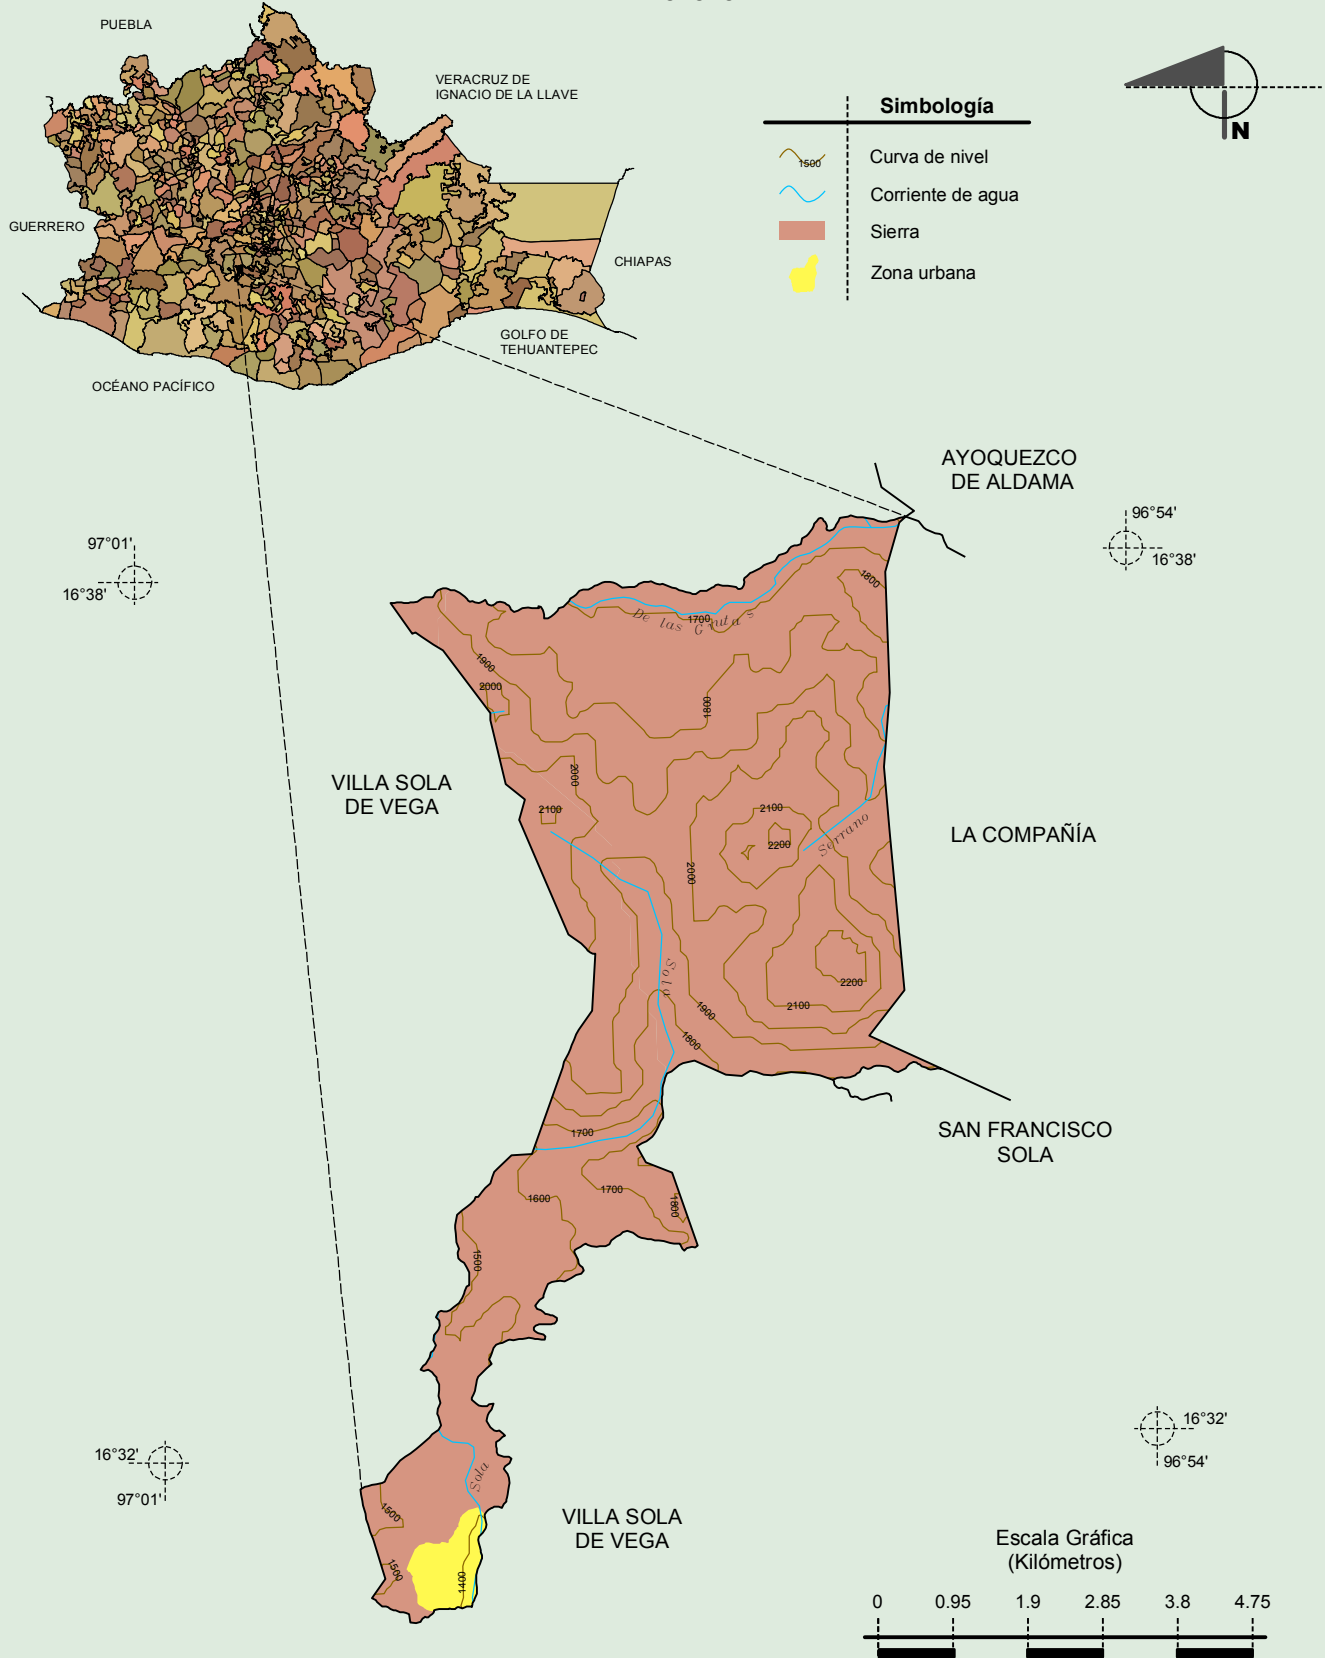 PUEBLA
VERACRUZ DE
IGNACIO DE LA LLAVE
GUERRERO
CHIAPAS
GOLFO DE
TEHUANTEPEC
OCÉANO PACÍFICO
Simbología
1500
Curva de nivel
Corriente de agua
Sierra
Zona urbana
N
AYOQUEZCO
DE ALDAMA
97°01'
16°38'
96°54'
16°38'
1800
De las Grutas
1700
1900
2000
1800
VILLA SOLA
DE VEGA
2000
2100
2100
2200
Serrano
LA COMPAÑÍA
2000
Sola
2200
2100
1900
1800
1700
SAN FRANCISCO
SOLA
1600
1700
1800
1500
16°32'
97°01'
16°32'
96°54'
Sola
1500
1500
1400
VILLA SOLA
DE VEGA
Escala Gráfica
(Kilómetros)
0 0.95 1.9 2.85 3.8 4.75